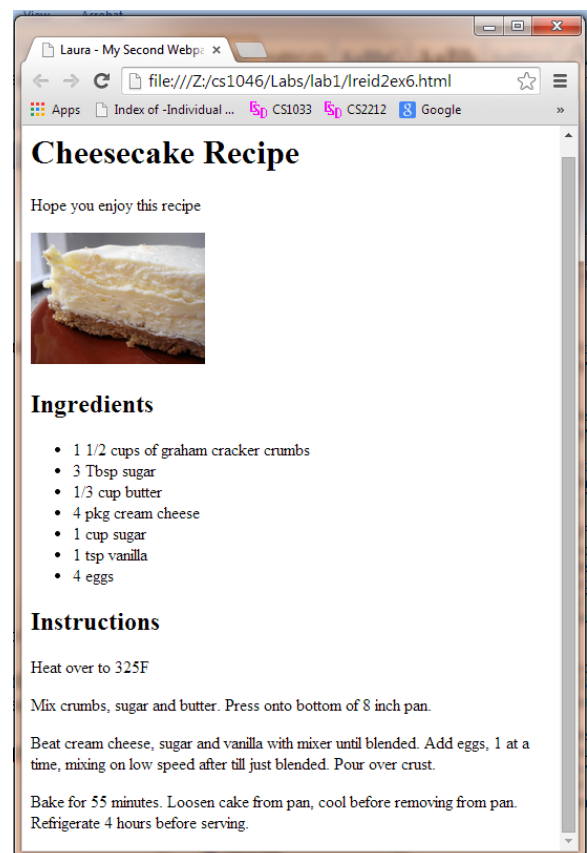 View Acrobat
Laura - My Second Webpa
file:///Z:/cs1046/Labs/lab1/lreid2ex6.html
Apps Index of -Individual ... CS1033 CS2212 Google »
Cheesecake Recipe
Hope you enjoy this recipe
Ingredients
• 1 1/2 cups of graham cracker crumbs
• 3 Tbsp sugar
• 1/3 cup butter
• 4 pkg cream cheese
• 1 cup sugar
• 1 tsp vanilla
• 4 eggs
Instructions
Heat over to 325F
Mix crumbs, sugar and butter. Press onto bottom of 8 inch pan.
Beat cream cheese, sugar and vanilla with mixer until blended. Add eggs, 1 at a
time, mixing on low speed after till just blended. Pour over crust.
Bake for 55 minutes. Loosen cake from pan, cool before removing from pan.
Refrigerate 4 hours before serving.